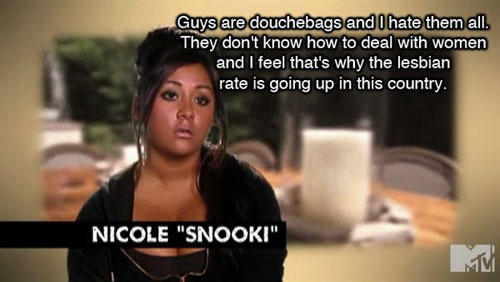 Guys are douchebags and I hate them all.
They don't know how to deal with women
and I feel that's why the lesbian
rate is going up in this country.
NICOLE "SNOOKI"
MTV